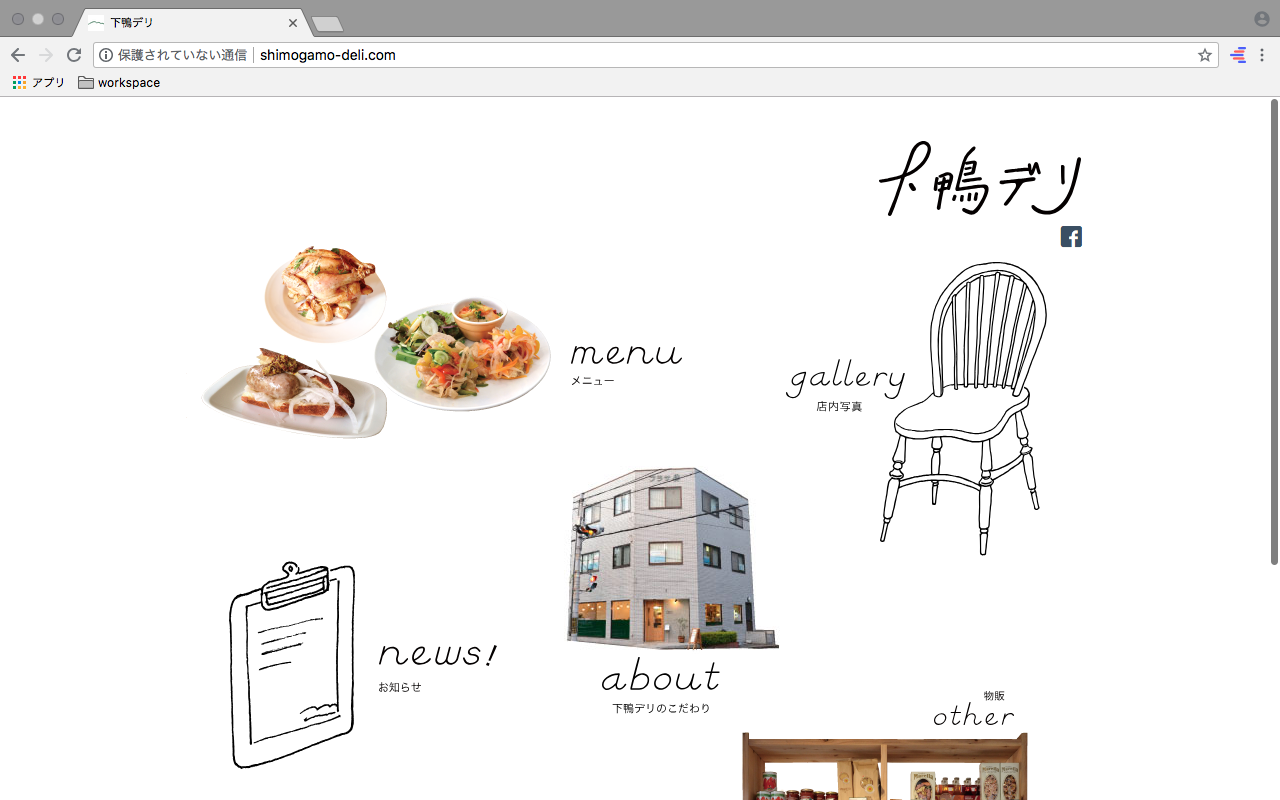 下鴨デリ
保護されていない通信 shimogamo-deli.com
アプリ workspace
下鴨デリ
menu
メニュー
gallery
店内写真
news!
お知らせ
about
下鴨デリのこだわり
物販
other